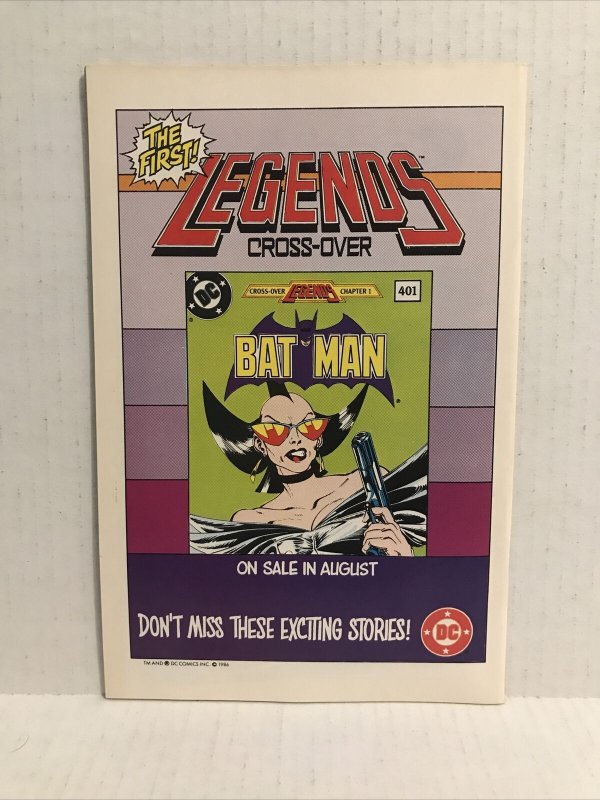 THE
FIRST!
LEGENDS™
CROSS-OVER
DC
CROSS-OVER LEGENDS CHAPTER 1
401
BATMAN
ON SALE IN AUGUST
DON'T MISS THESE EXCITING STORIES!
DC
TM AND ® DC COMICS INC. © 1986